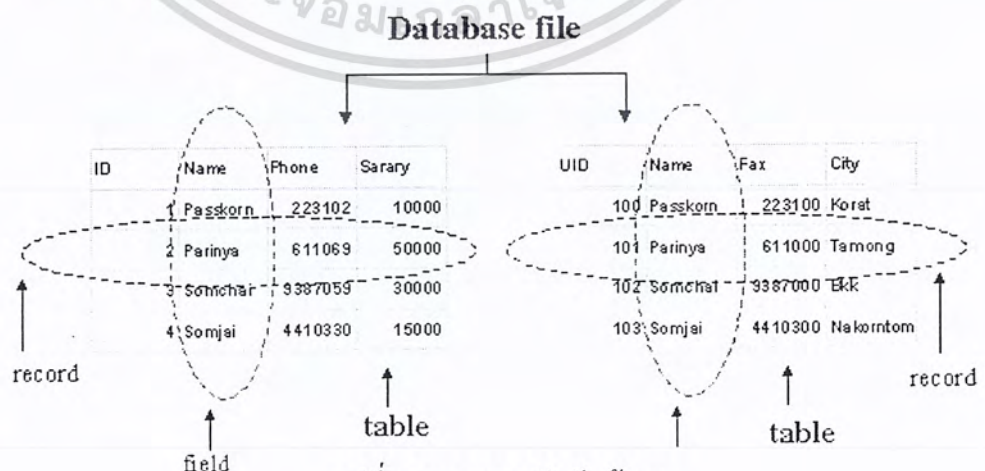 Database file
ID Name Phone Sarary
1 Passkorn 223102 10000
2 Parinya 611069 50000
3 Somchai 9387059 30000
4 Somjai 4410330 15000
UID Name Fax City
100 Passkorn 223100 Korat
101 Parinya 611000 Tamong
102 Somchai 9387000 Bkk
103 Somjai 4410300 Nakorntom
record
record
table
table
field